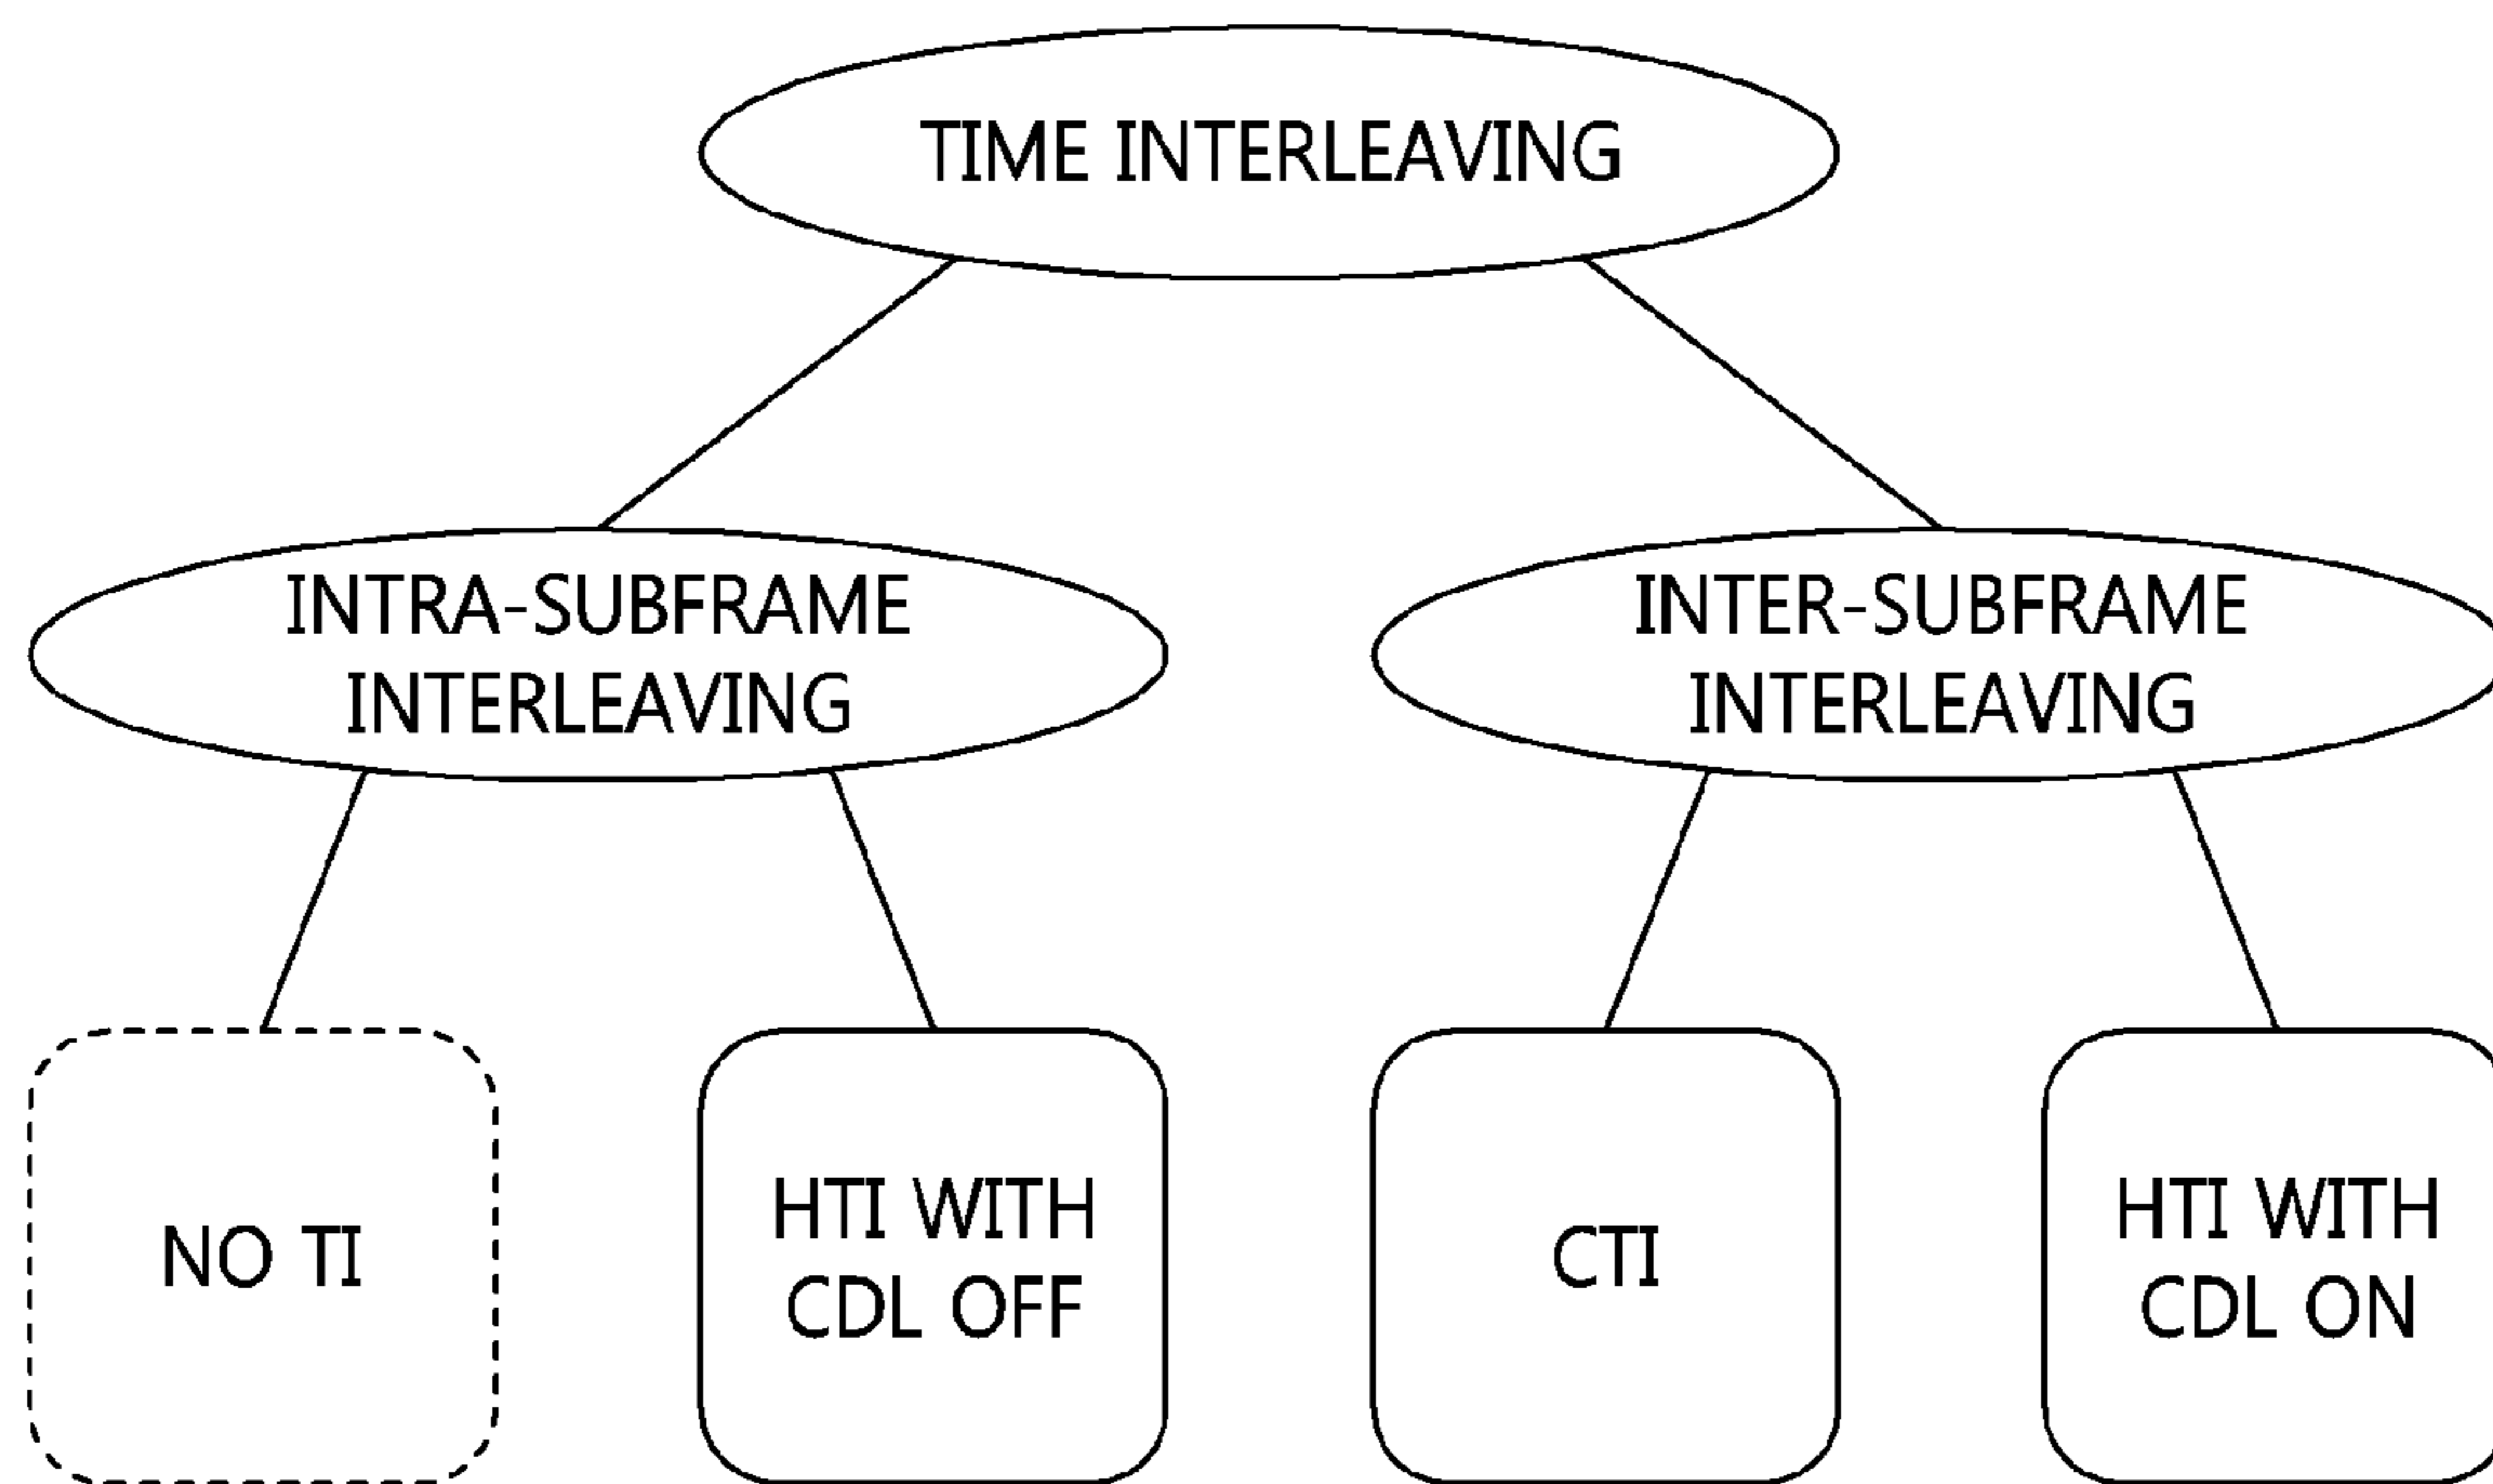 TIME INTERLEAVING
INTRA-SUBFRAME
INTERLEAVING
INTER-SUBFRAME
INTERLEAVING
NO TI
HTI WITH
CDL OFF
CTI
HTI WITH
CDL ON